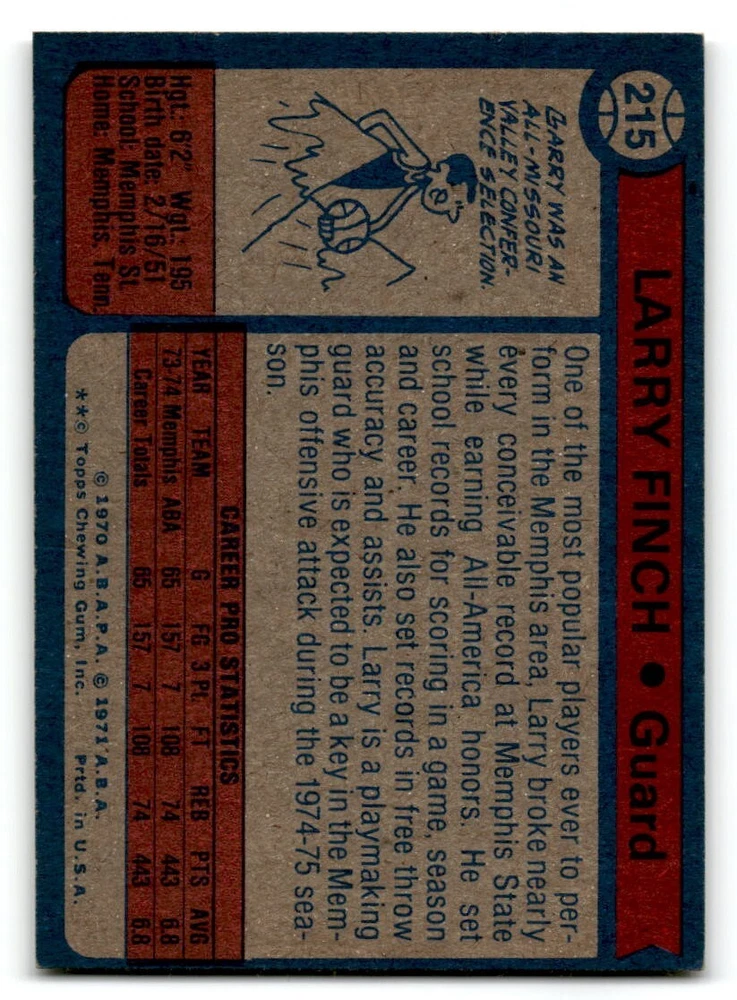 215
LARRY FINCH • Guard
LARRY WAS AN
ALL-MISSOURI
VALLEY CONFER-
ENCE SELECTION.
Hgt.: 6'2" Wgt.: 195
Birth date: 2/16/51
School: Memphis St.
Home: Memphis, Tenn.
One of the most popular players ever to per-
form in the Memphis area, Larry broke nearly
every conceivable record at Memphis State
while earning All-America honors. He set
school records for scoring in a game, season
and career. He also set records in free throw
accuracy and assists. Larry is a playmaking
guard who is expected to be a key in the Mem-
phis offensive attack during the 1974-75 sea-
son.
CAREER PRO STATISTICS
YEAR TEAM G FG 3 Pt. FT REB PTS AVG
73-74 Memphis ABA 65 157 7 108 74 443 6.8
Career Totals 65 157 7 108 74 443 6.8
© 1970 A.B.A.P.A. © 1971 A.B.A.
**© Topps Chewing Gum, Inc. Prtd. in U.S.A.